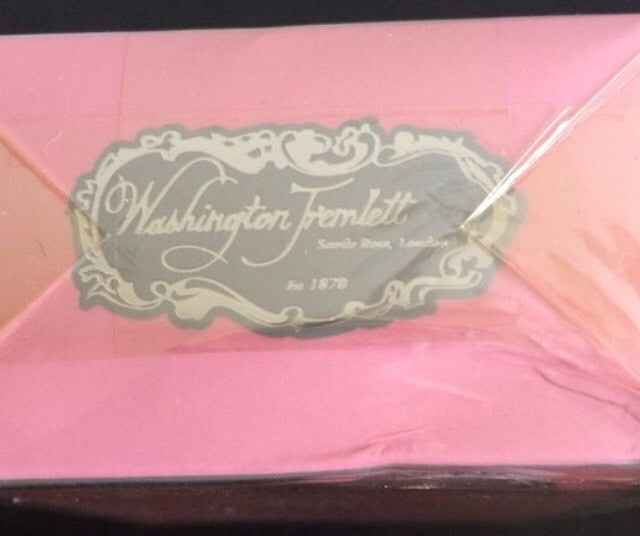 Washington Tremlett
Savile Row, London
Est. 1870